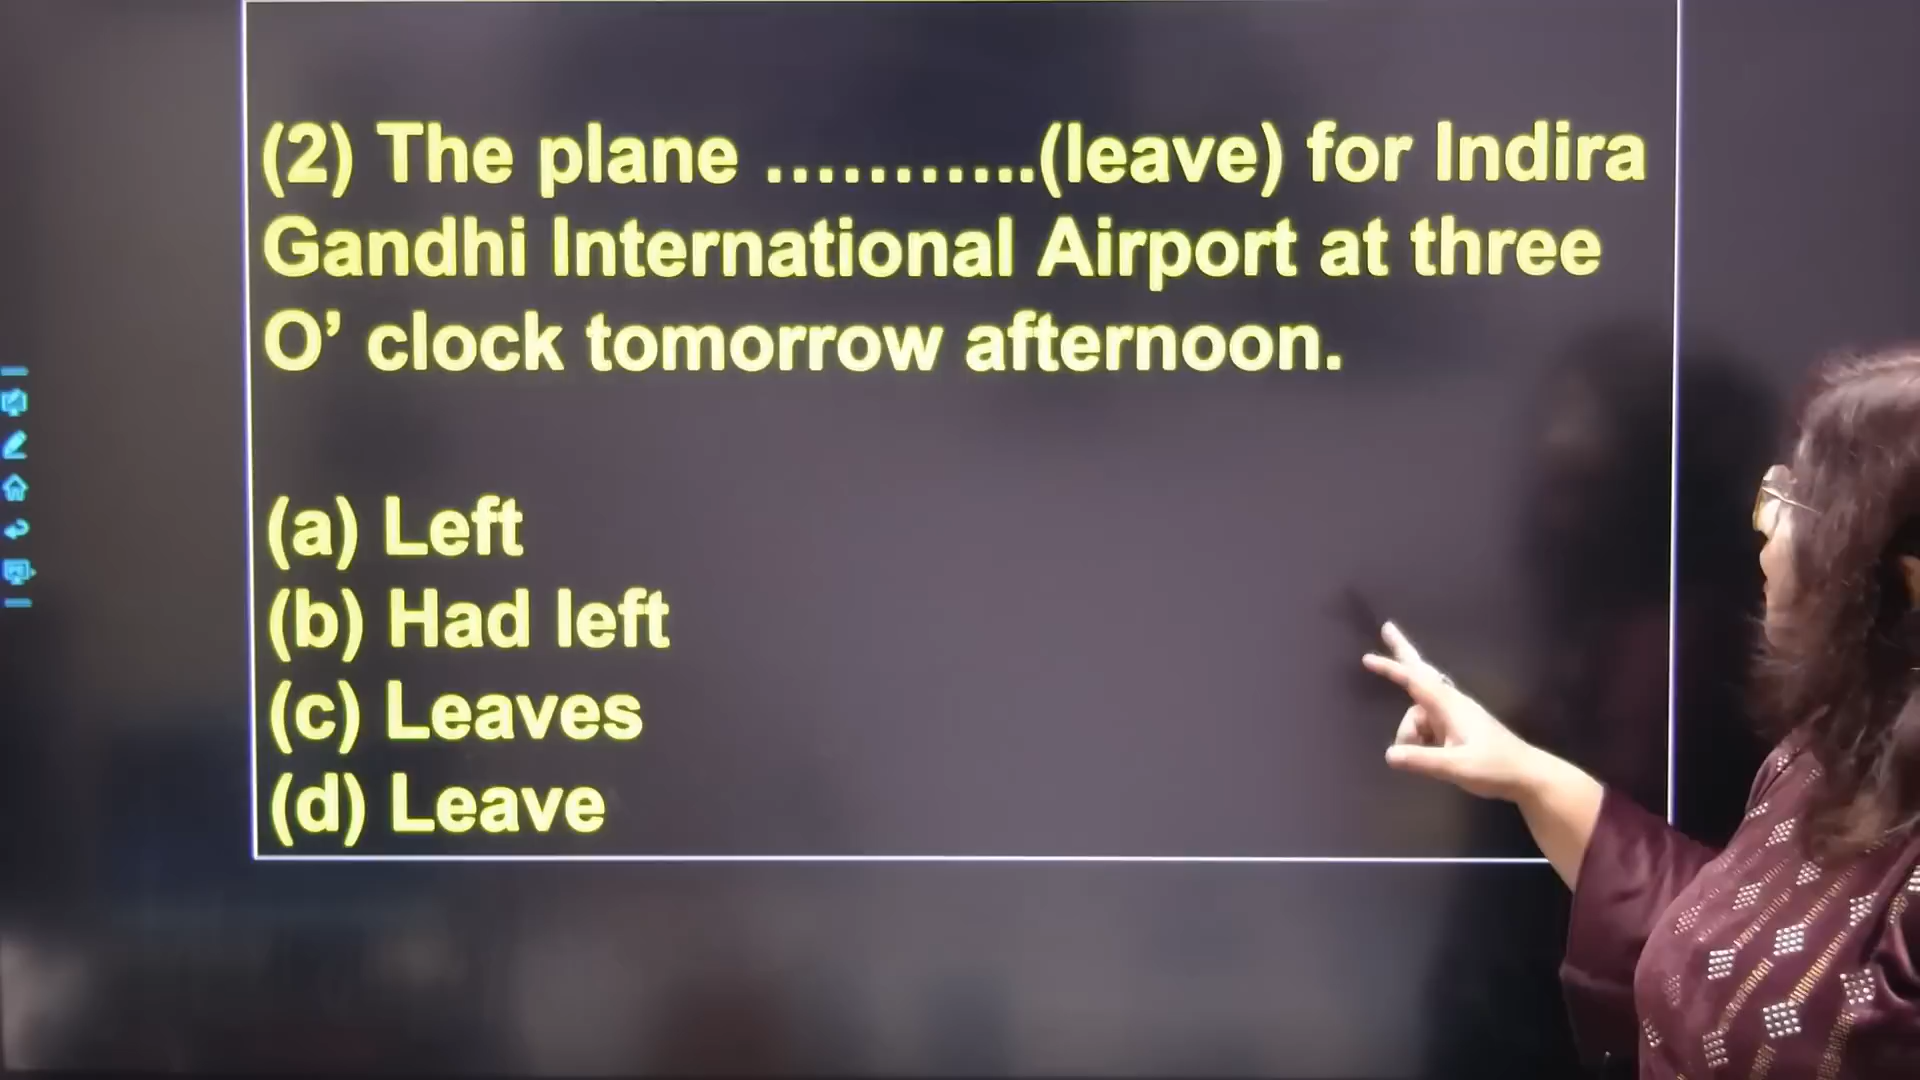 (2) The plane ………..(leave) for Indira
Gandhi International Airport at three
O’ clock tomorrow afternoon.
(a) Left
(b) Had left
(c) Leaves
(d) Leave